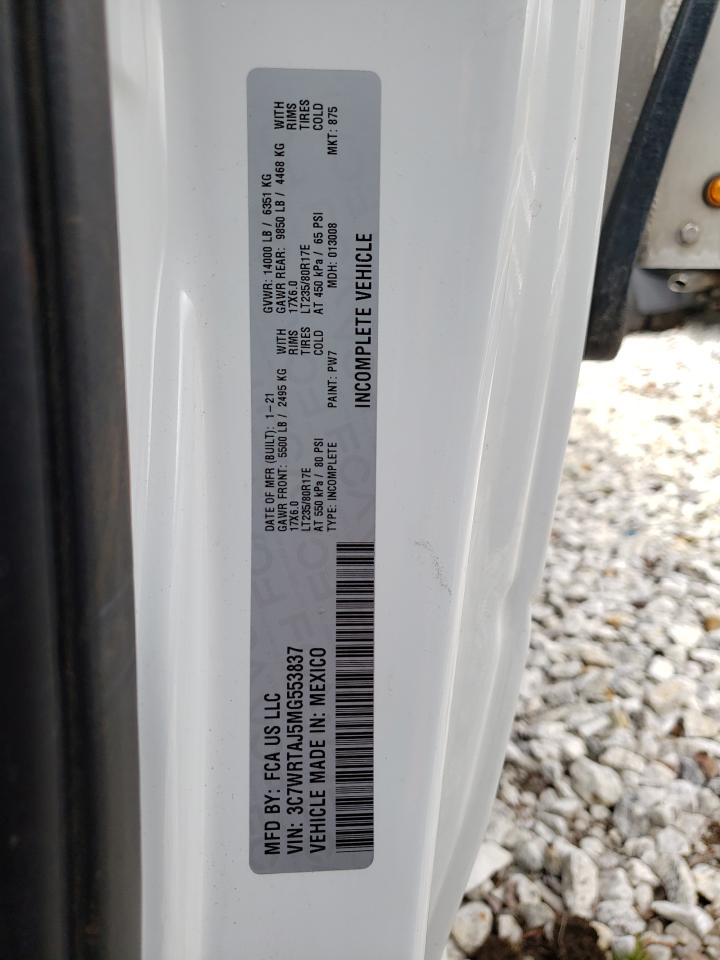 MFD BY: FCA US LLC
DATE OF MFR (BUILT): 1-21
GVWR: 14000 LB / 6351 KG
VIN: 3C7WRTAJ5MG553837
GAWR FRONT: 5500 LB / 2495 KG WITH
GAWR REAR: 9850 LB / 4468 KG WITH
VEHICLE MADE IN: MEXICO
17X6.0 RIMS
17X6.0 RIMS
LT235/80R17E TIRES
LT235/80R17E TIRES
AT 550 kPa / 80 PSI COLD
AT 450 kPa / 65 PSI COLD
TYPE: INCOMPLETE PAINT: PW7
MDH: 013008 MKT: 875
INCOMPLETE VEHICLE